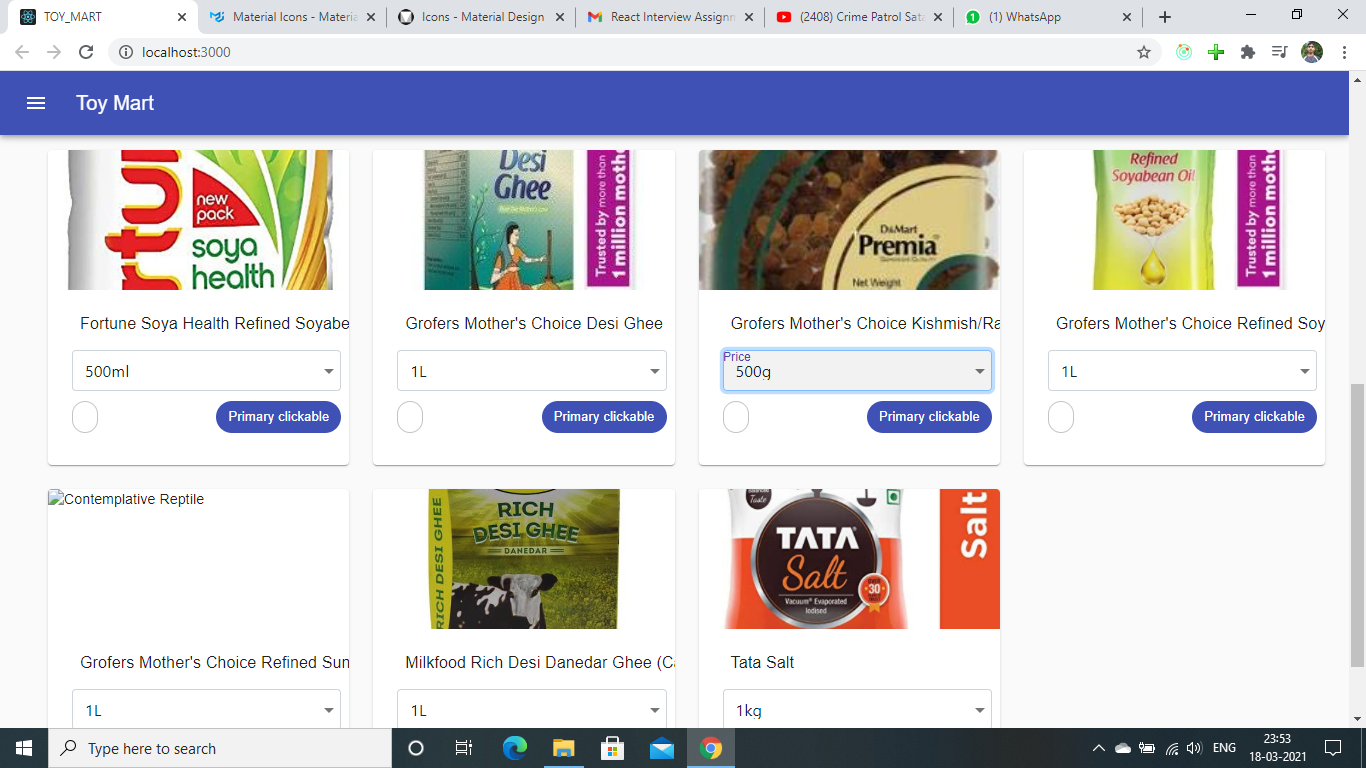 TOY_MART
Material Icons - Materia
Icons - Material Design
React Interview Assignm
(2408) Crime Patrol Sata
(1) WhatsApp
localhost:3000
Toy Mart
rtun
new
pack
soya
health
Desi
Ghee
Trusted by more than
1 million moth
D Mart
Premia
Net Weight
Refined
Soyabean Oil
Trusted by more than
1 million moth
Fortune Soya Health Refined Soyabe
Grofers Mother's Choice Desi Ghee
Grofers Mother's Choice Kishmish/Ra
Grofers Mother's Choice Refined Soy
500ml
1L
Price
500g
1L
Primary clickable
Primary clickable
Primary clickable
Primary clickable
Contemplative Reptile
RICH DESI GHEE
RICH
DESI GHEE
DANEDAR
Taste
TATA
Salt
Vacuum® Evaporated
Iodised
OVER
30
Salt
Grofers Mother's Choice Refined Sun
Milkfood Rich Desi Danedar Ghee (Ca
Tata Salt
1L
1L
1kg
Type here to search
ENG
23:53
18-03-2021